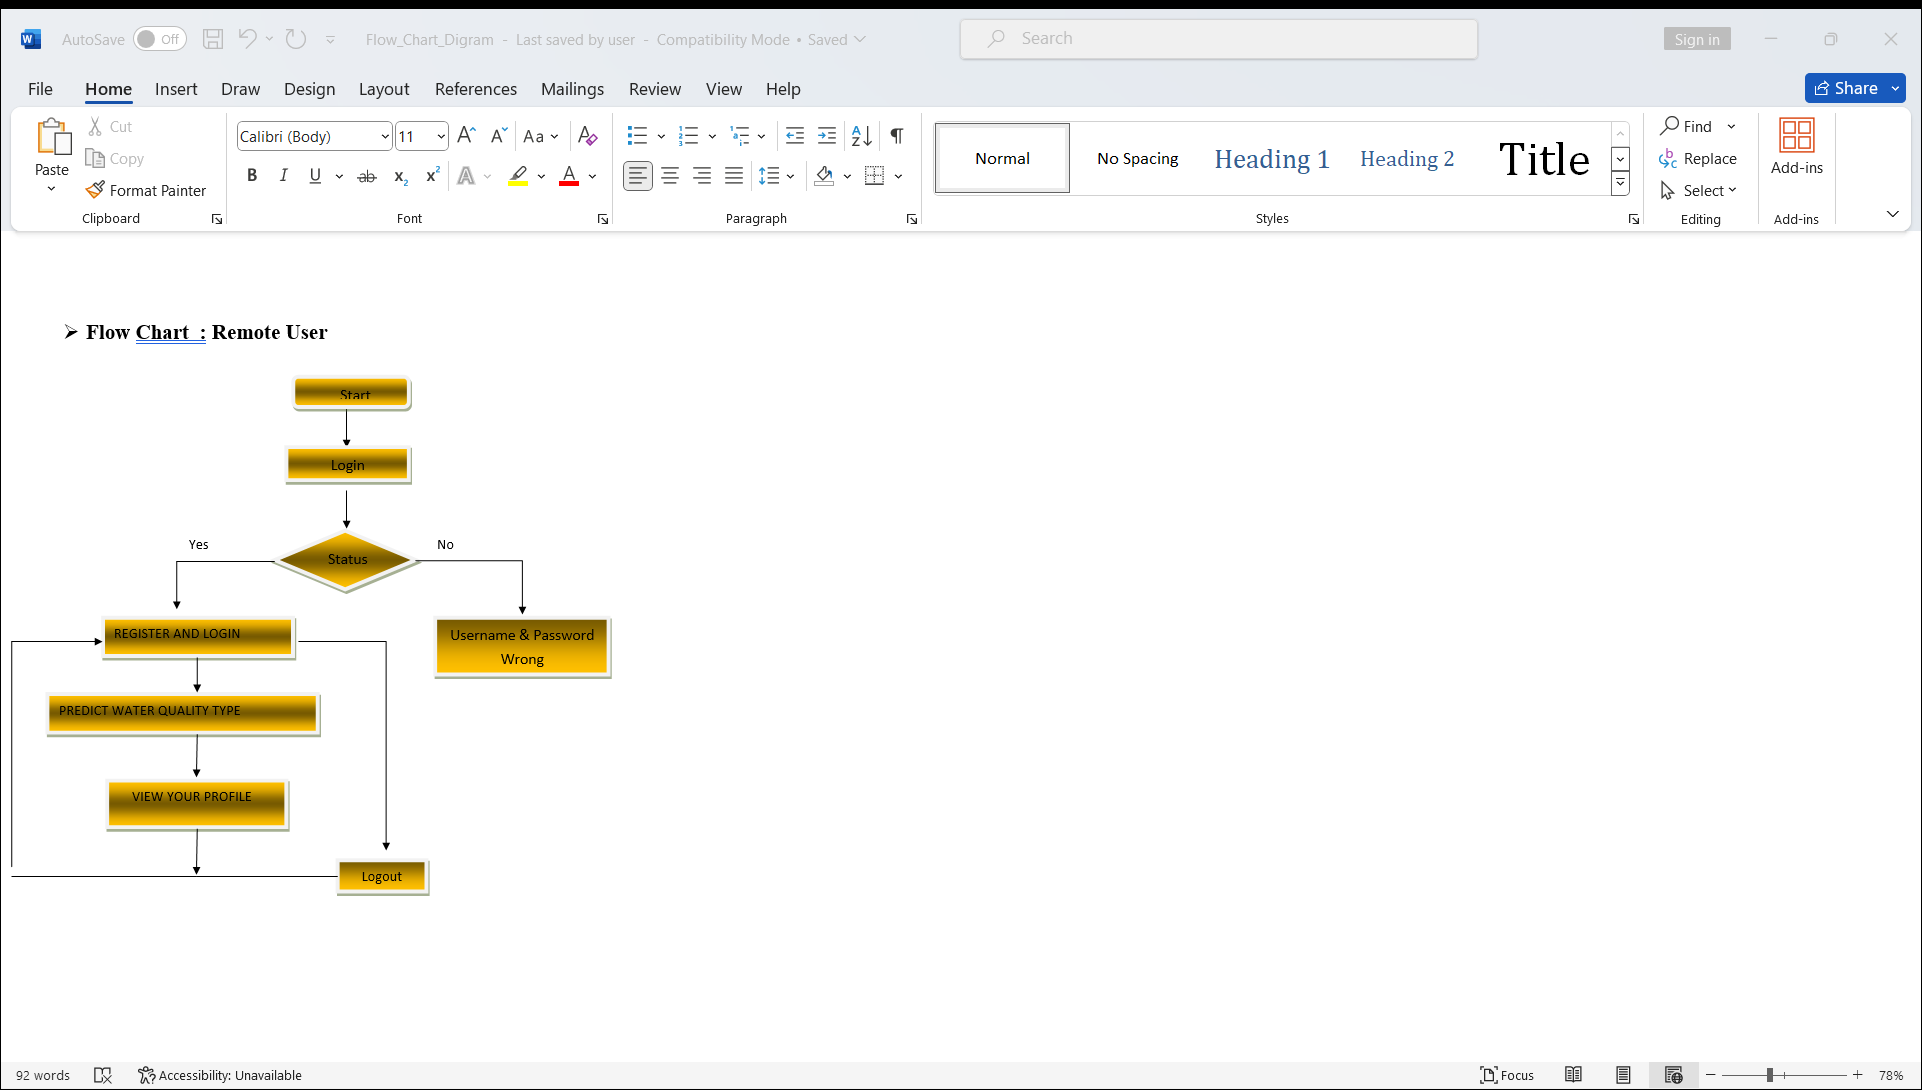 AutoSave Off Flow_Chart_Digram - Last saved by user - Compatibility Mode • Saved Search Sign in
File Home Insert Draw Design Layout References Mailings Review View Help Share
Paste Cut Copy Format Painter
Clipboard
Calibri (Body) 11
Font
Paragraph
Normal No Spacing Heading 1 Heading 2 Title
Styles
Find
Replace
Select
Editing
Add-ins
Add-ins
➢ Flow Chart : Remote User
Start
Login
Status
Yes
No
REGISTER AND LOGIN
Username & Password
Wrong
PREDICT WATER QUALITY TYPE
VIEW YOUR PROFILE
Logout
92 words Accessibility: Unavailable Focus 78%